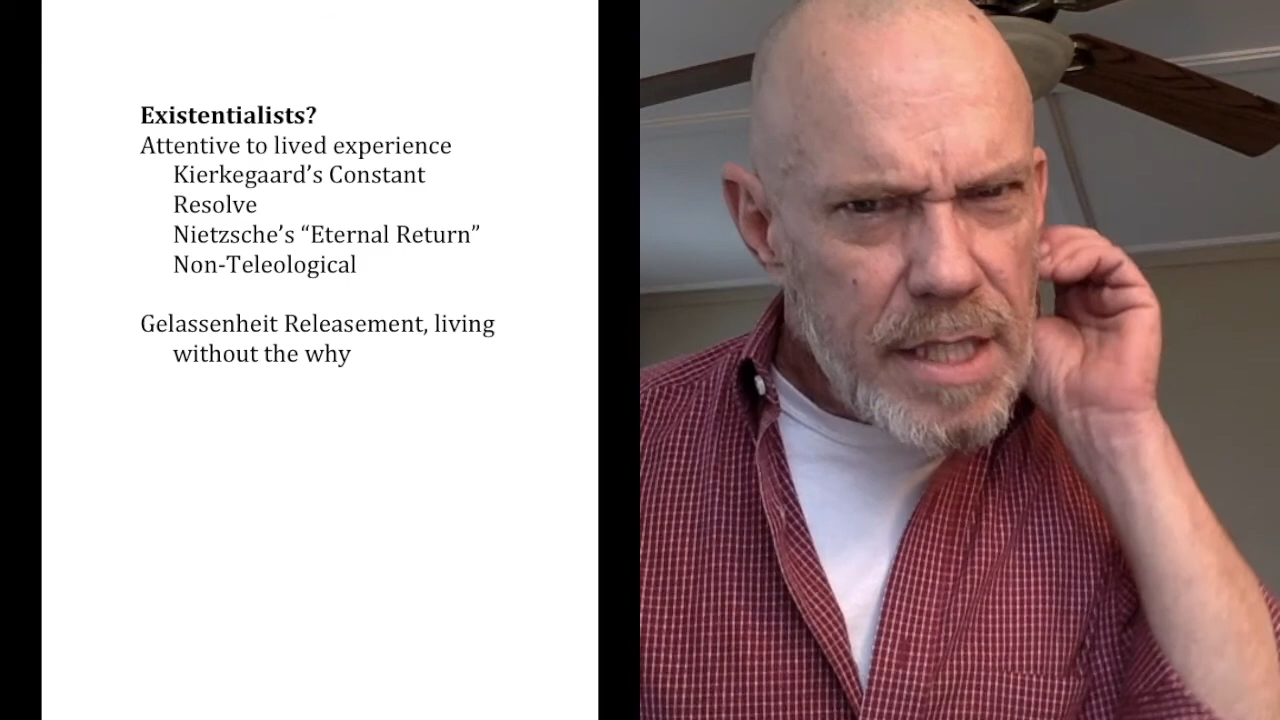 Existentialists?
Attentive to lived experience
Kierkegaard’s Constant
Resolve
Nietzsche’s “Eternal Return”
Non-Teleological
Gelassenheit Releasement, living
without the why